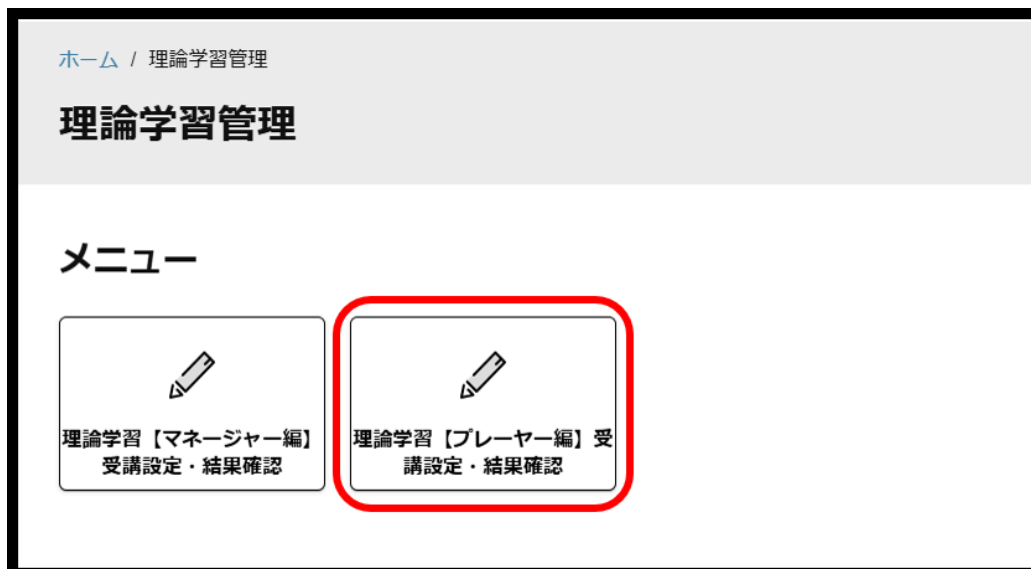 ホーム / 理論学習管理
理論学習管理
メニュー
理論学習【マネージャー編】
受講設定・結果確認
理論学習【プレーヤー編】受
講設定・結果確認